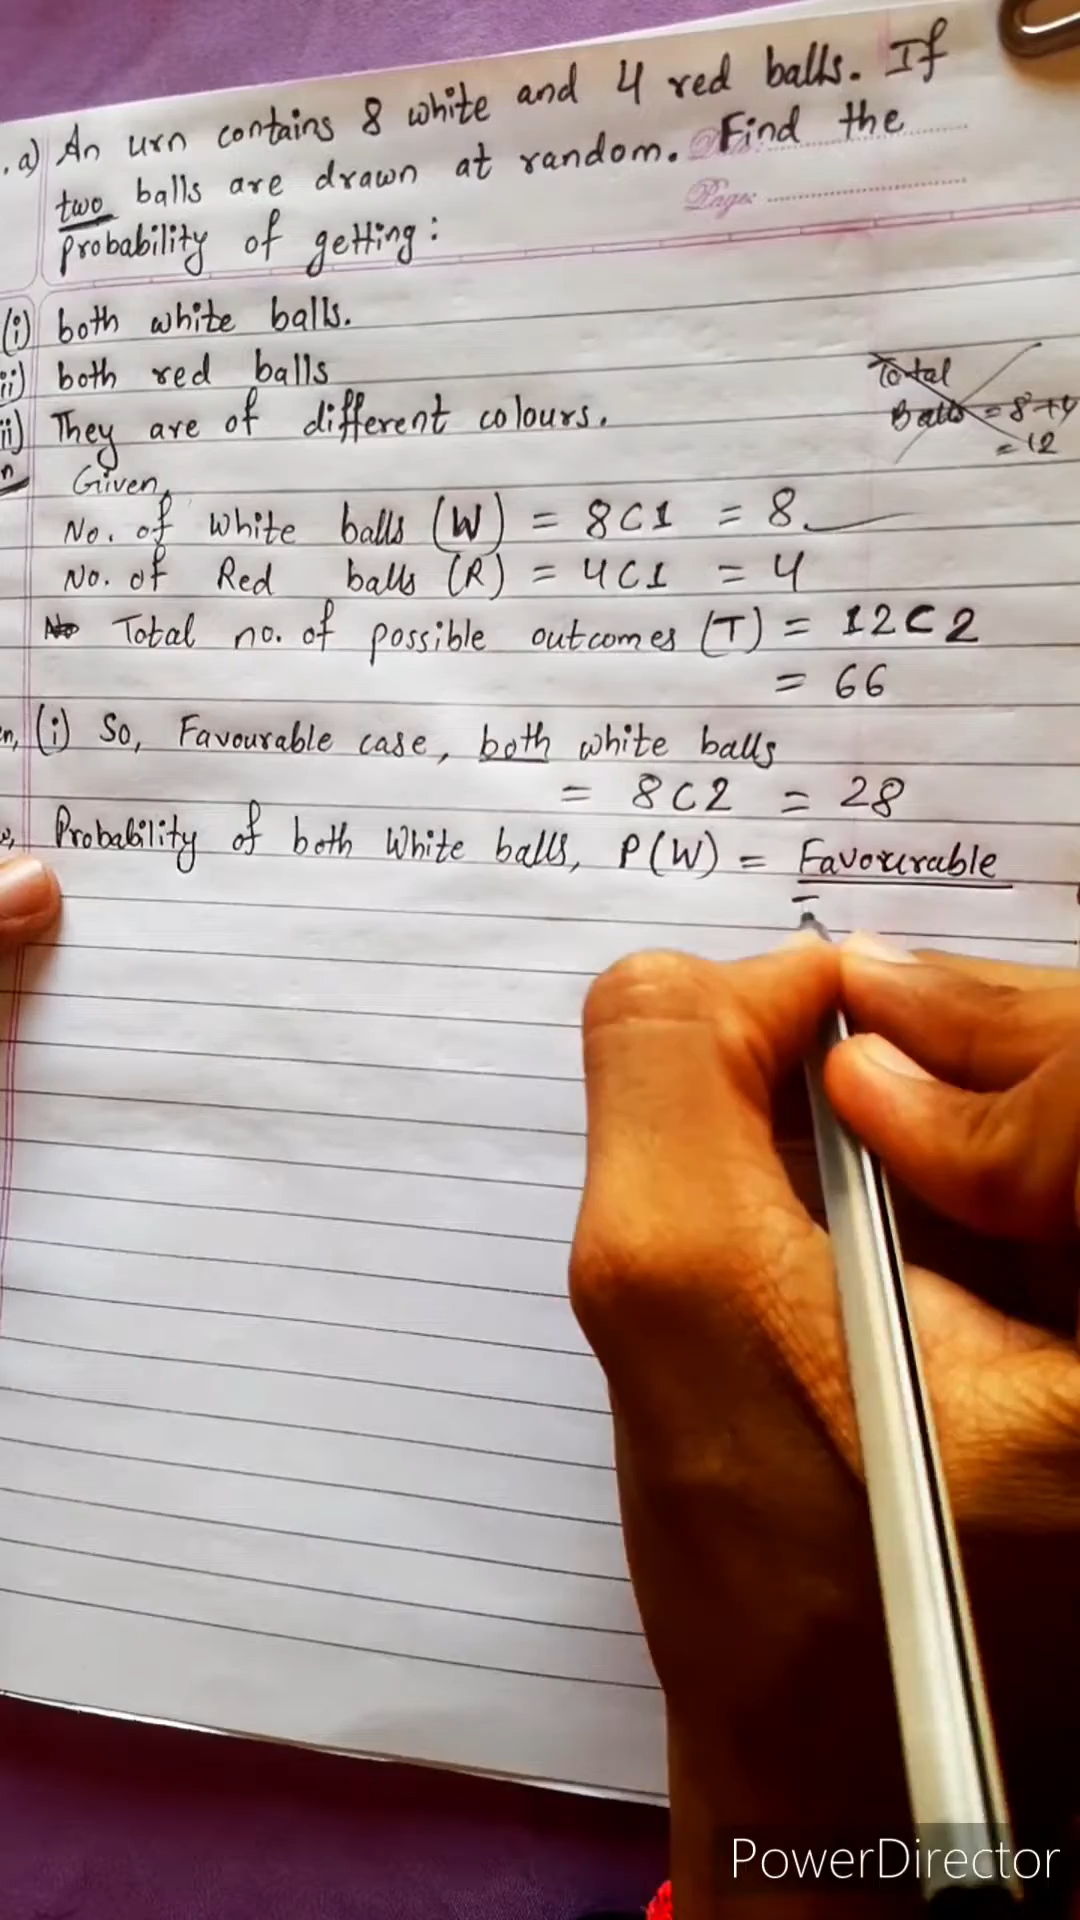 .a) An urn contains 8 white and 4 red balls. If
two balls are drawn at random. Find the
Page:
probability of getting:
(i) both white balls.
ii) both red balls
ii) They are of different colours.
Total
Balls = 8+4
= 12
n
Given,
No. of white balls (W) = 8C1 = 8
No. of Red balls (R) = 4C1 = 4
No Total no. of possible outcomes (T) = 12C2
= 66
n, (i) So, Favourable case, both white balls
= 8C2 = 28
Probability of both White balls, P(W) = Favourable
PowerDirector